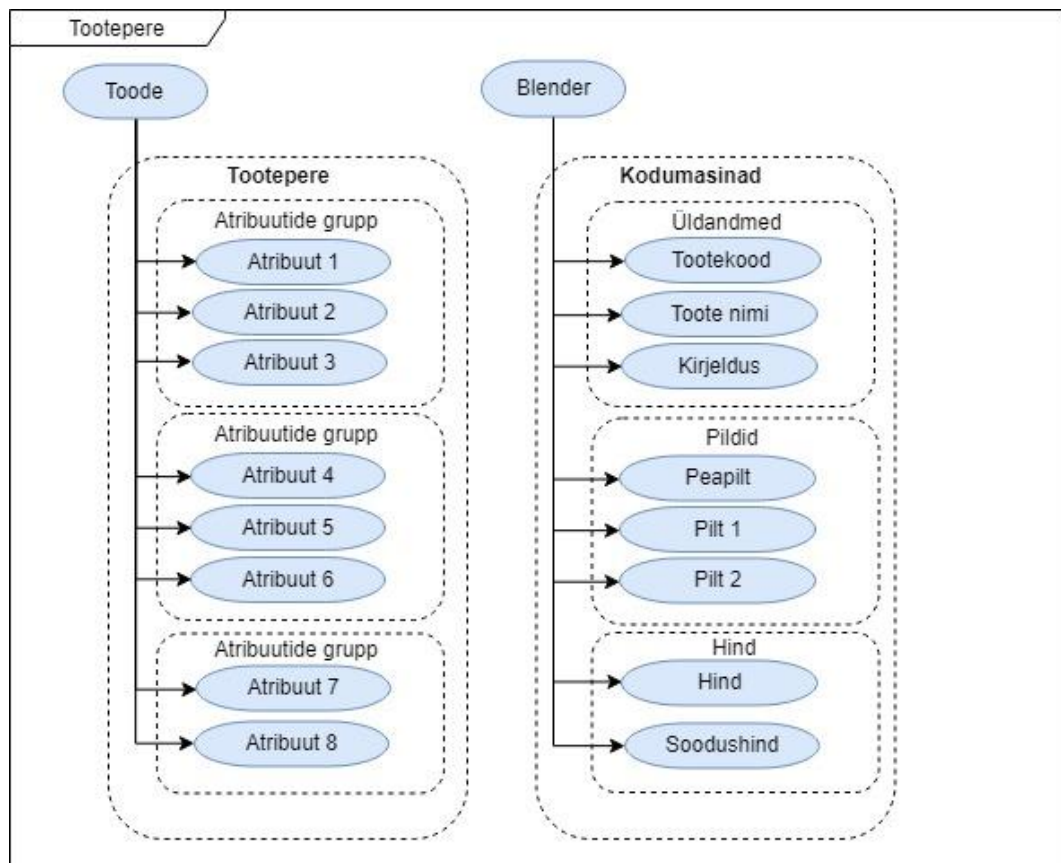 Tootepere
Toode
Tootepere
Atribuutide grupp
Atribuut 1
Atribuut 2
Atribuut 3
Atribuutide grupp
Atribuut 4
Atribuut 5
Atribuut 6
Atribuutide grupp
Atribuut 7
Atribuut 8
Blender
Kodumasinad
Üldandmed
Tootekood
Toote nimi
Kirjeldus
Pildid
Peapilt
Pilt 1
Pilt 2
Hind
Hind
Soodushind